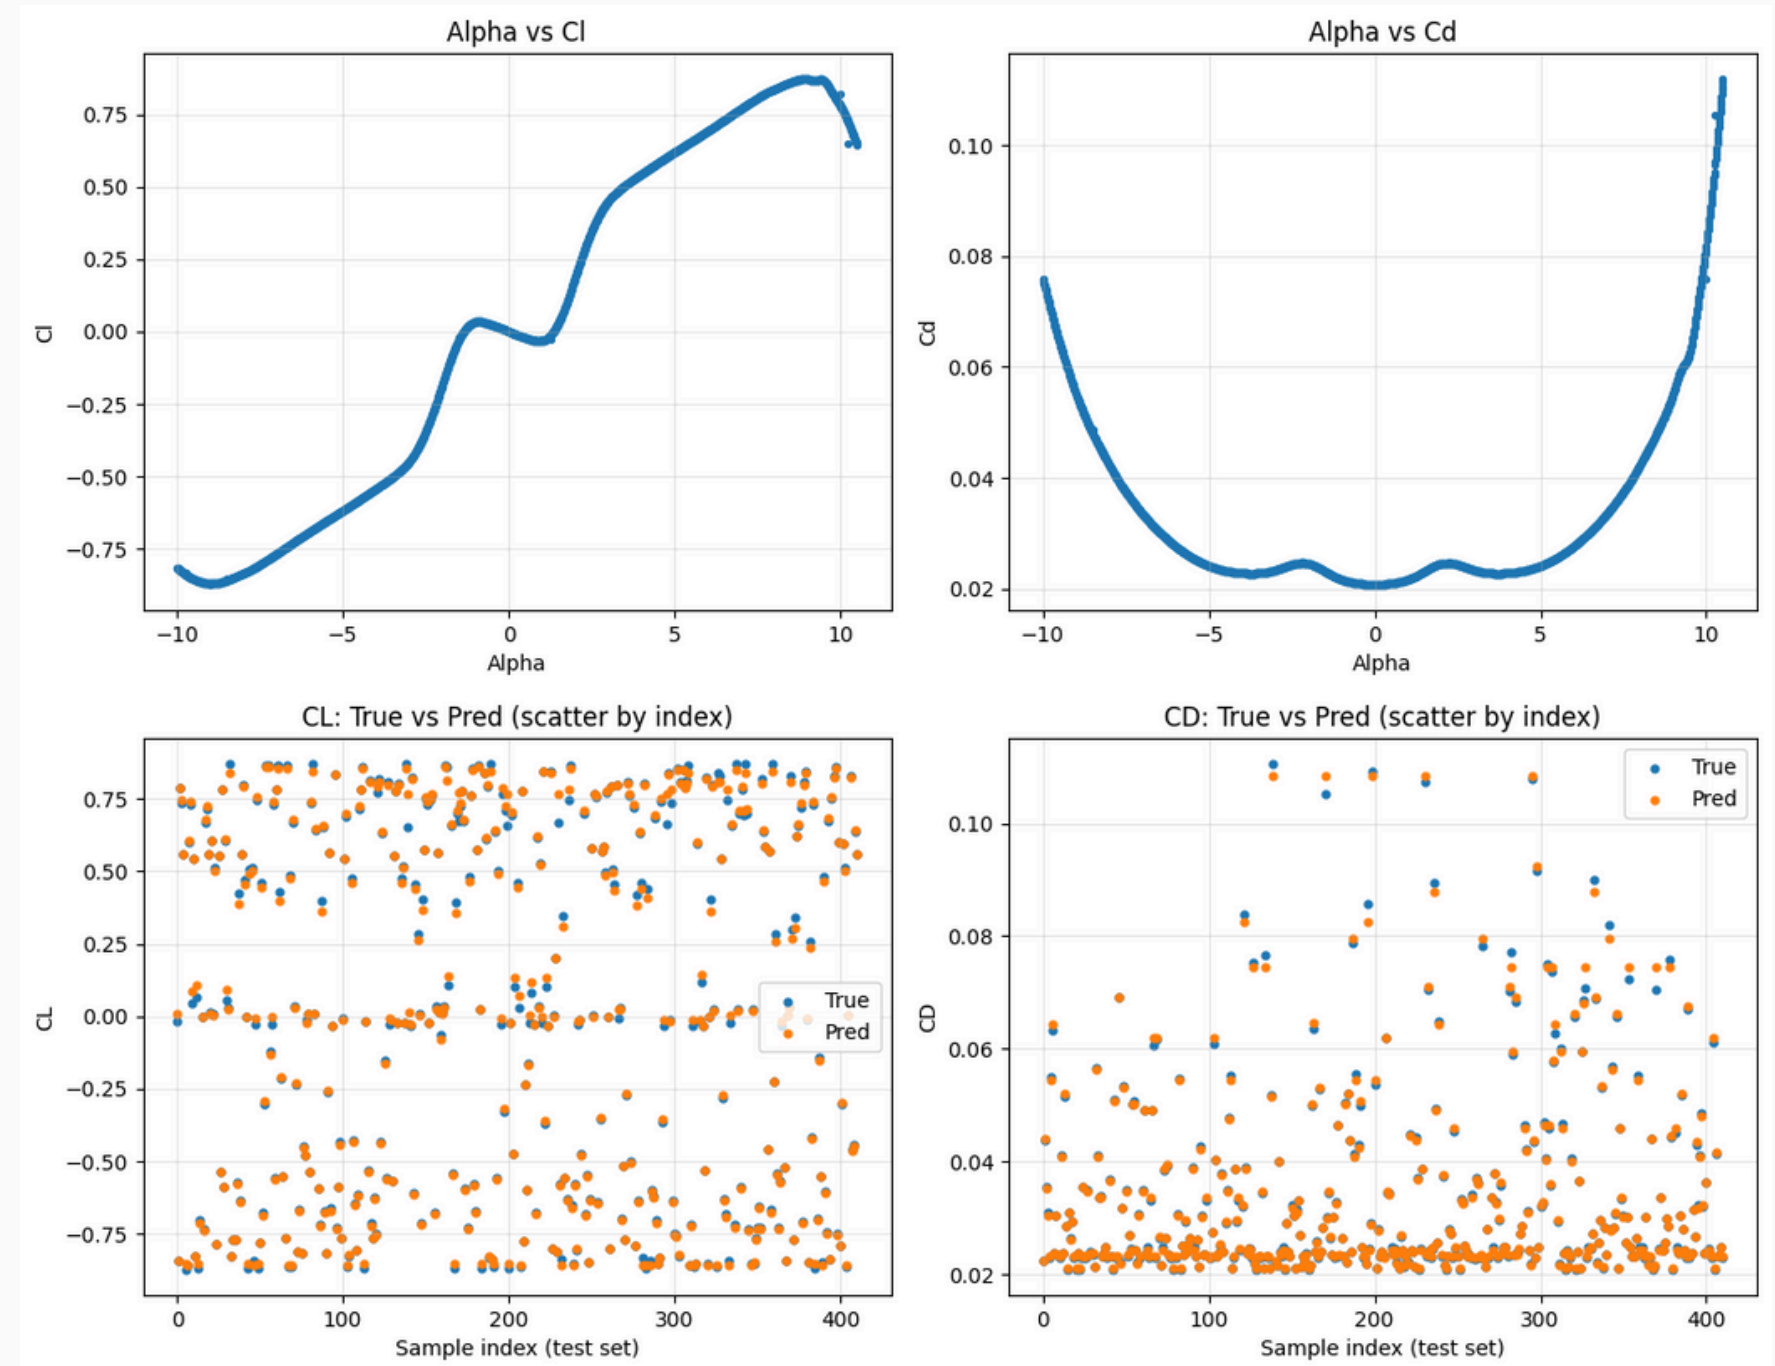 Alpha vs Cl
Cl
0.75
0.50
0.25
0.00
−0.25
−0.50
−0.75
−10
−5
0
5
10
Alpha
Alpha vs Cd
Cd
0.10
0.08
0.06
0.04
0.02
−10
−5
0
5
10
Alpha
CL: True vs Pred (scatter by index)
CL
0.75
0.50
0.25
0.00
−0.25
−0.50
−0.75
True
Pred
0
100
200
300
400
Sample index (test set)
CD: True vs Pred (scatter by index)
CD
0.10
0.08
0.06
0.04
0.02
True
Pred
0
100
200
300
400
Sample index (test set)